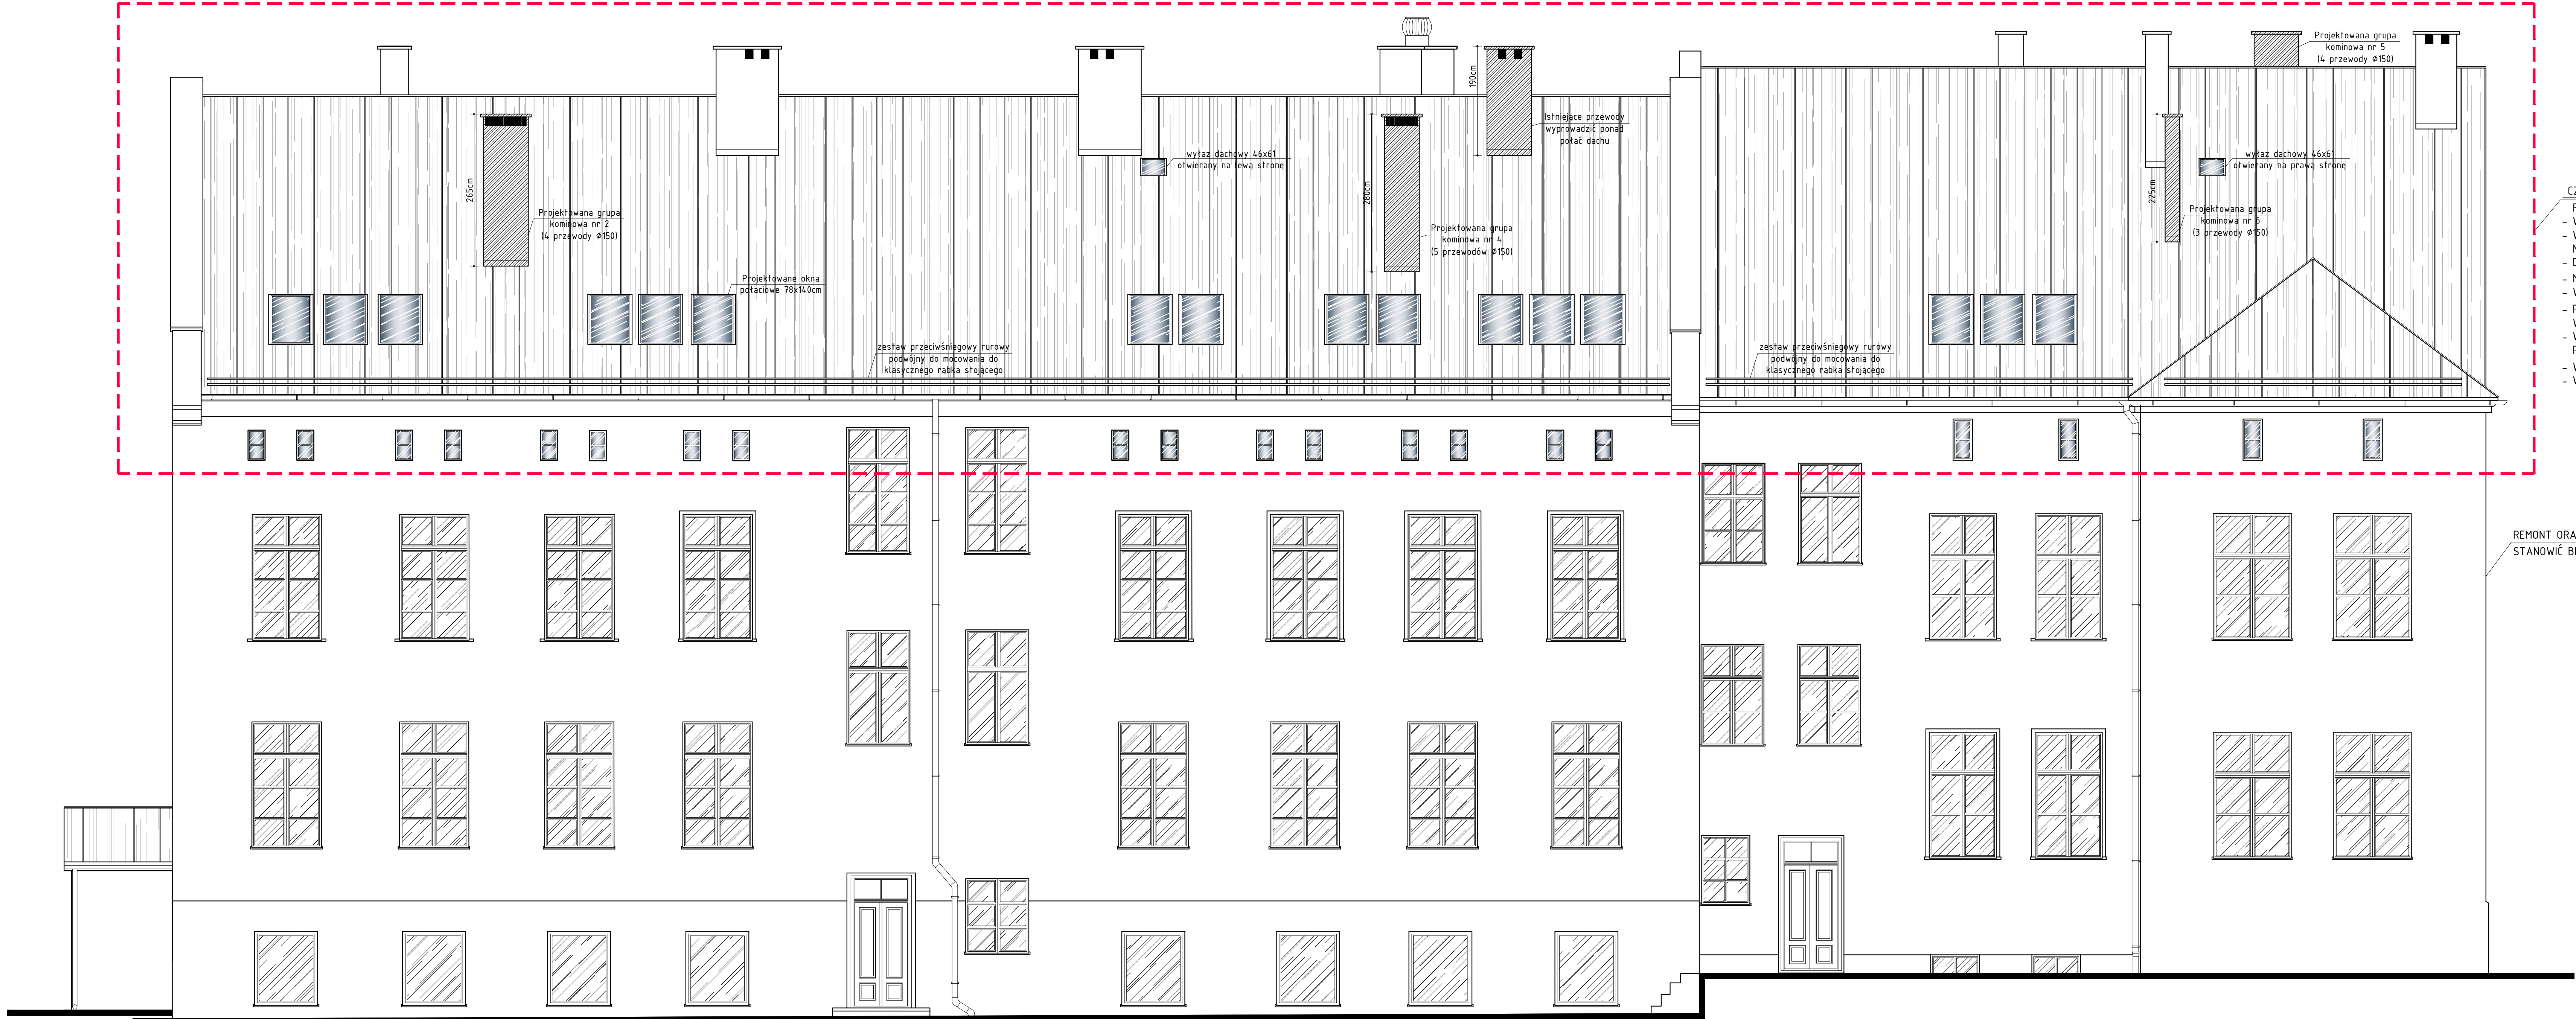 Projektowana grupa
kominowa nr 5
(4 przewody Φ150)
190cm
Istniejące przewody
wyprowadzić ponad
połać dachu
wyłaz dachowy 46x61
otwierany na lewą stronę
wyłaz dachowy 46x61
otwierany na prawą stronę
265cm
280cm
225cm
Projektowana grupa
kominowa nr 2
(4 przewody Φ150)
Projektowana grupa
kominowa nr 4
(5 przewodów Φ150)
Projektowana grupa
kominowa nr 6
(3 przewody Φ150)
Projektowane okna
połaciowe 78x140cm
zestaw przeciwśniegowy rurowy
podwójny do mocowania do
klasycznego rąbka stojącego
zestaw przeciwśniegowy rurowy
podwójny do mocowania do
klasycznego rąbka stojącego
REMONT ORA
STANOWIĆ